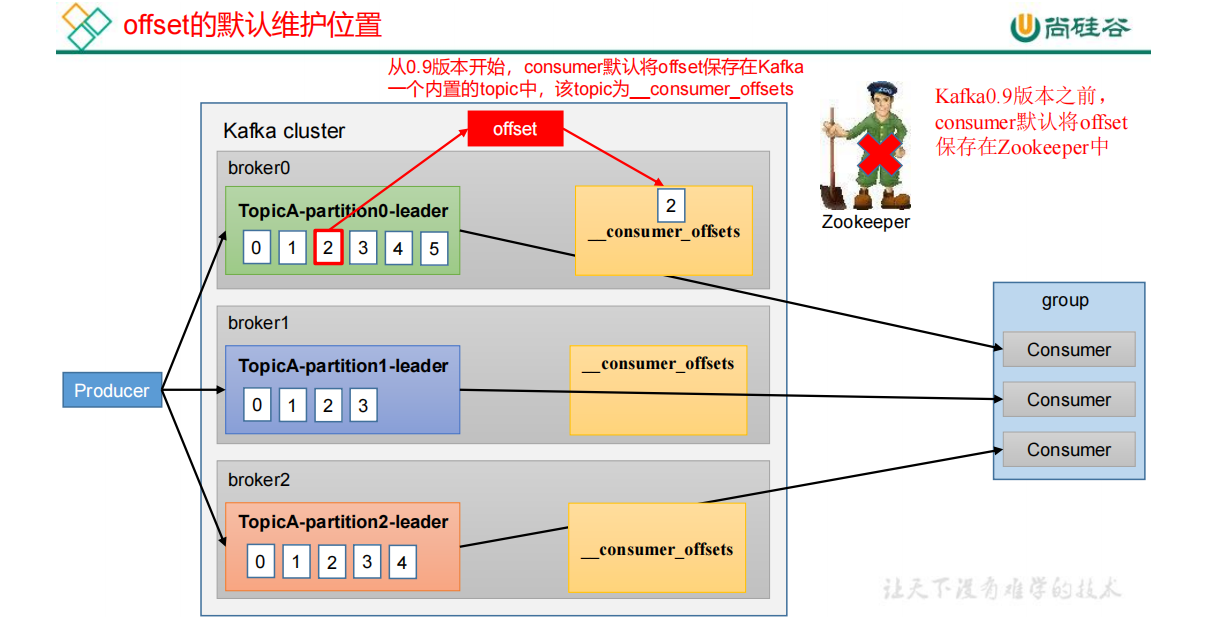 offset的默认维护位置
尚硅谷
从0.9版本开始，consumer默认将offset保存在Kafka
一个内置的topic中，该topic为__consumer_offsets
Kafka0.9版本之前，
consumer默认将offset
保存在Zookeeper中
ZOO
Zookeeper
Kafka cluster
offset
broker0
TopicA-partition0-leader
0 1 2 3 4 5
2
__consumer_offsets
broker1
TopicA-partition1-leader
0 1 2 3
__consumer_offsets
broker2
TopicA-partition2-leader
0 1 2 3 4
__consumer_offsets
Producer
group
Consumer
Consumer
Consumer
让天下没有难学的技术